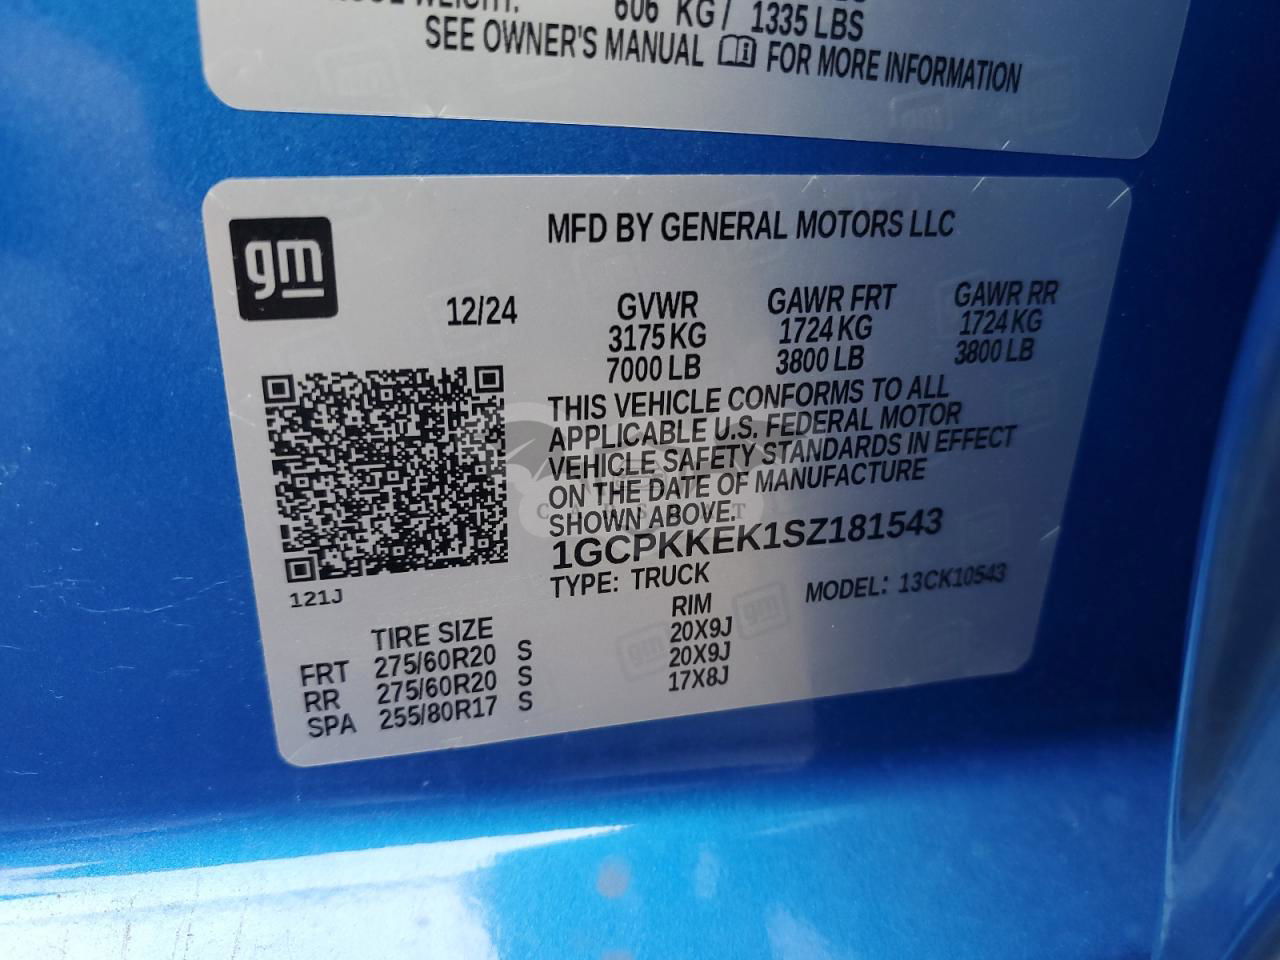 606 KG / 1335 LBS
SEE OWNER'S MANUAL FOR MORE INFORMATION
gm
MFD BY GENERAL MOTORS LLC
12/24 GVWR GAWR FRT GAWR RR
3175 KG 1724 KG 1724 KG
7000 LB 3800 LB 3800 LB
THIS VEHICLE CONFORMS TO ALL
APPLICABLE U.S. FEDERAL MOTOR
VEHICLE SAFETY STANDARDS IN EFFECT
ON THE DATE OF MANUFACTURE
SHOWN ABOVE.
1GCPKKEK1SZ181543
TYPE: TRUCK MODEL: 13CK10543
121J
TIRE SIZE RIM
FRT 275/60R20 S 20X9J
RR 275/60R20 S 20X9J
SPA 255/80R17 S 17X8J